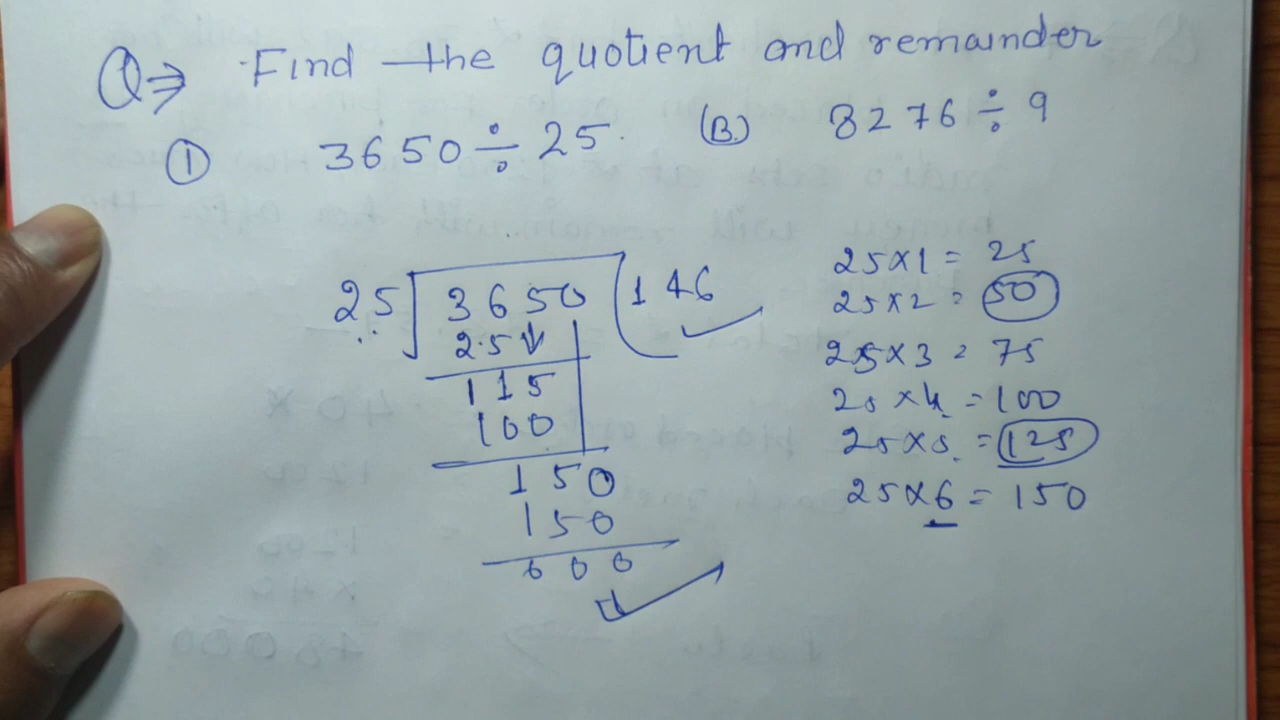 Q⇒ Find the quotient and remainder
① 3650 ÷ 25. (B) 8276 ÷ 9
25 3650 146
25
115
100
150
150
000
25×1 = 25
25×2 = 50
25×3 = 75
25×4 = 100
25×5 = 125
25×6 = 150